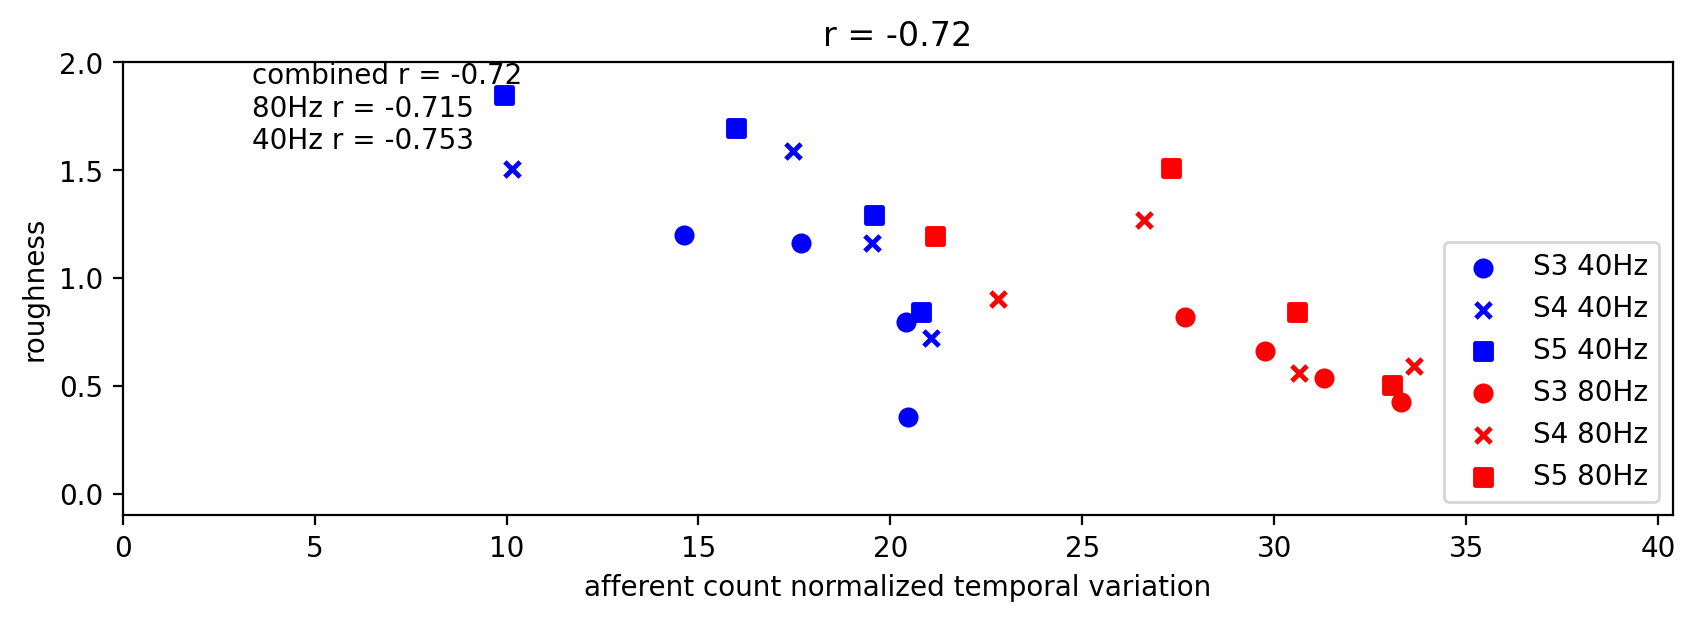 r = -0.72
combined r = -0.72
80Hz r = -0.715
40Hz r = -0.753
2.0
1.5
1.0
0.5
0.0
roughness
S3 40Hz
S4 40Hz
S5 40Hz
S3 80Hz
S4 80Hz
S5 80Hz
0 5 10 15 20 25 30 35 40
afferent count normalized temporal variation